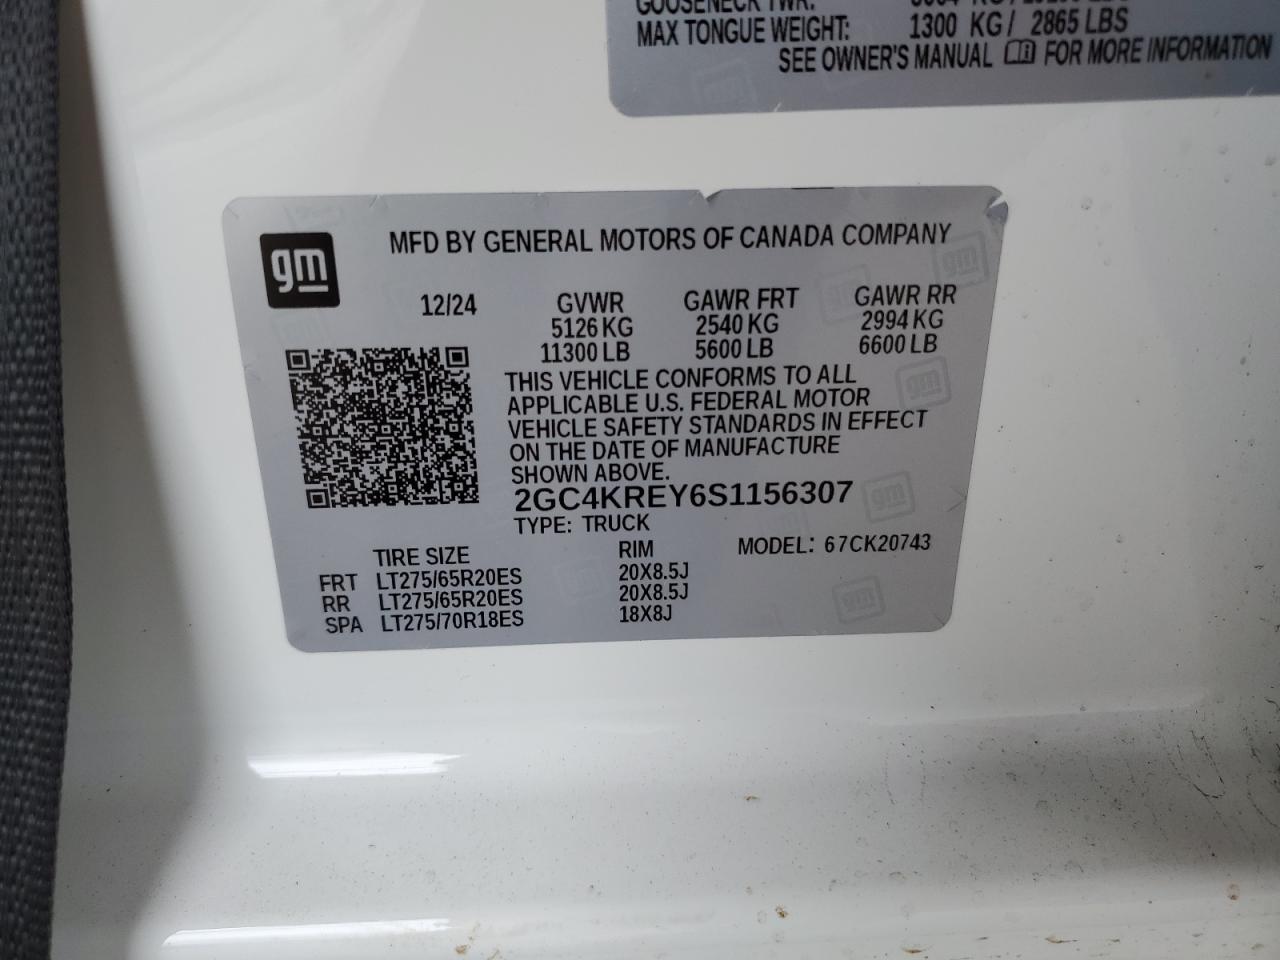 MAX TONGUE WEIGHT: 1300 KG / 2865 LBS
SEE OWNER'S MANUAL FOR MORE INFORMATION
gm
MFD BY GENERAL MOTORS OF CANADA COMPANY
12/24 GVWR GAWR FRT GAWR RR
5126 KG 2540 KG 2994 KG
11300 LB 5600 LB 6600 LB
THIS VEHICLE CONFORMS TO ALL
APPLICABLE U.S. FEDERAL MOTOR
VEHICLE SAFETY STANDARDS IN EFFECT
ON THE DATE OF MANUFACTURE
SHOWN ABOVE.
2GC4KREY6S1156307
TYPE: TRUCK
TIRE SIZE RIM MODEL: 67CK20743
FRT LT275/65R20ES 20X8.5J
RR LT275/65R20ES 20X8.5J
SPA LT275/70R18ES 18X8J